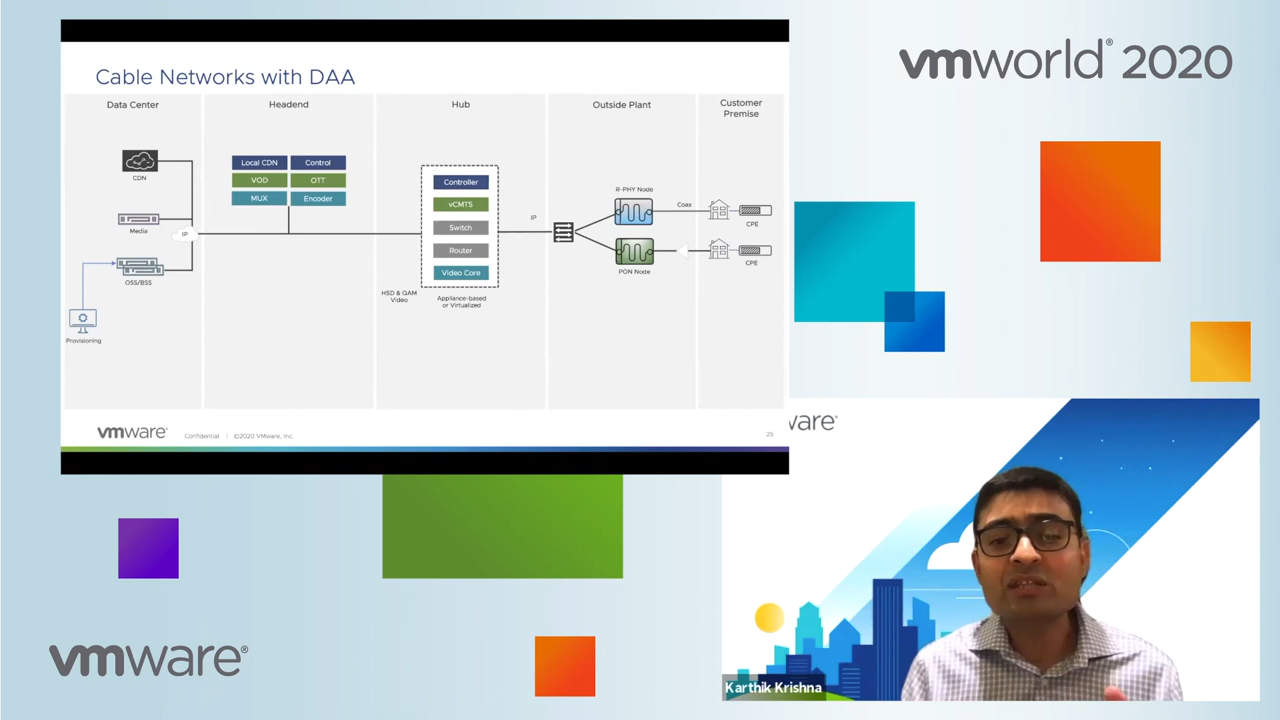 vmworld® 2020
Cable Networks with DAA
Data Center
Headend
Hub
Outside Plant
Customer
Premise
CDN
Media
IP
OSS/BSS
Provisioning
Local CDN
Control
VOD
OTT
MUX
Encoder
HSD & QAM
Video
Controller
vCMTS
Switch
Router
Video Core
Appliance-based
or Virtualized
IP
R-PHY Node
Coax
CPE
PON Node
CPE
vmware®
Confidential | ©2020 VMware, Inc.
25
ware®
Karthik Krishna
vmware®